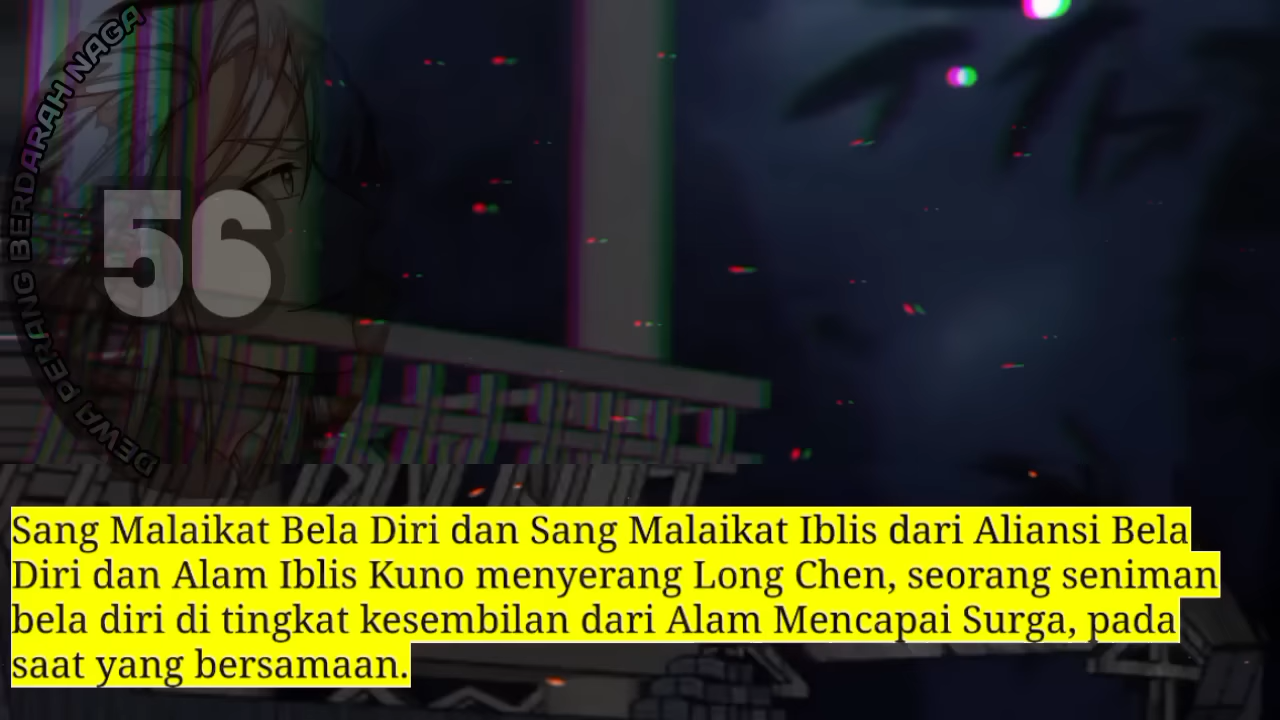 DEWA PERANG BERDARAH NAGA
56
Sang Malaikat Bela Diri dan Sang Malaikat Iblis dari Aliansi Bela
Diri dan Alam Iblis Kuno menyerang Long Chen, seorang seniman
bela diri di tingkat kesembilan dari Alam Mencapai Surga, pada
saat yang bersamaan.